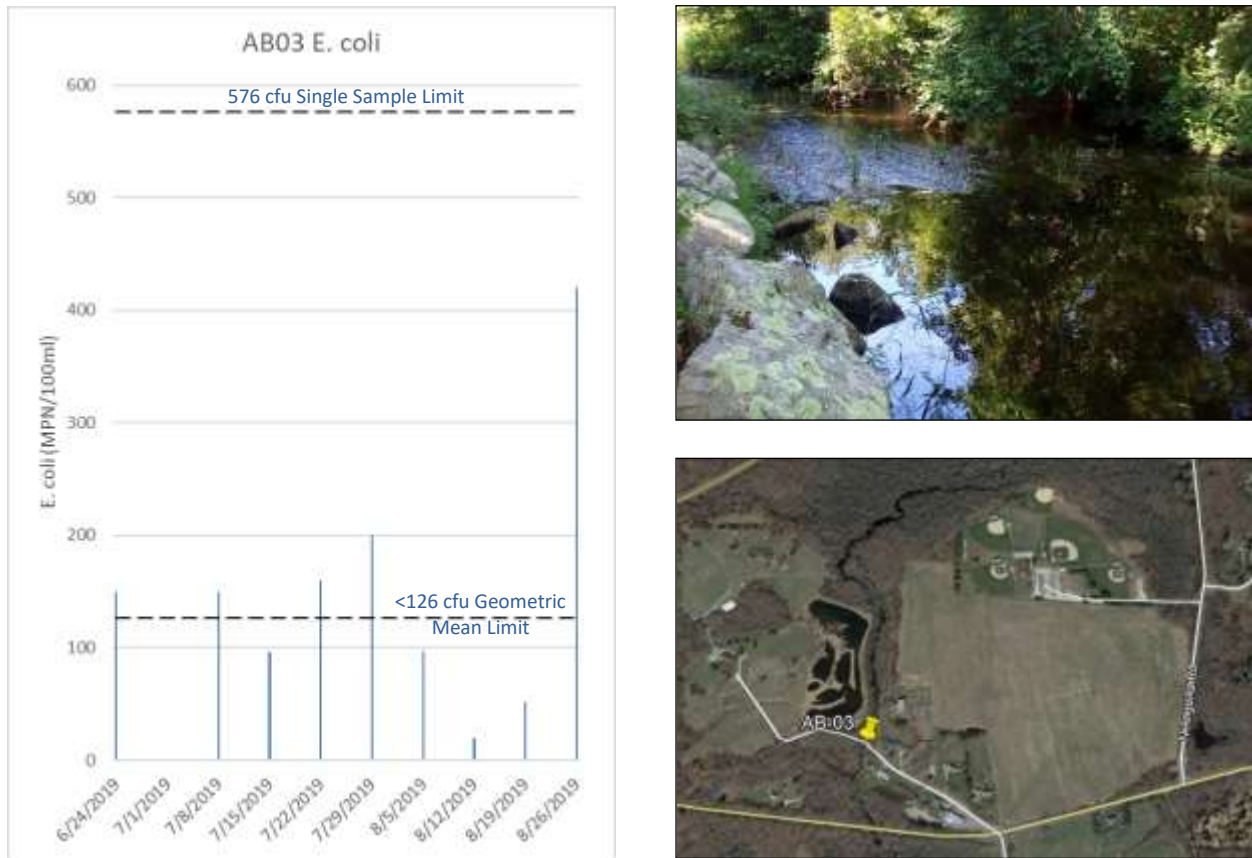 AB03 E. coli
600
576 cfu Single Sample Limit
500
400
E. coli (MPN/100ml)
300
200
<126 cfu Geometric
Mean Limit
100
0
6/24/2019
7/1/2019
7/8/2019
7/15/2019
7/22/2019
7/29/2019
8/5/2019
8/12/2019
8/19/2019
8/26/2019
AB-03